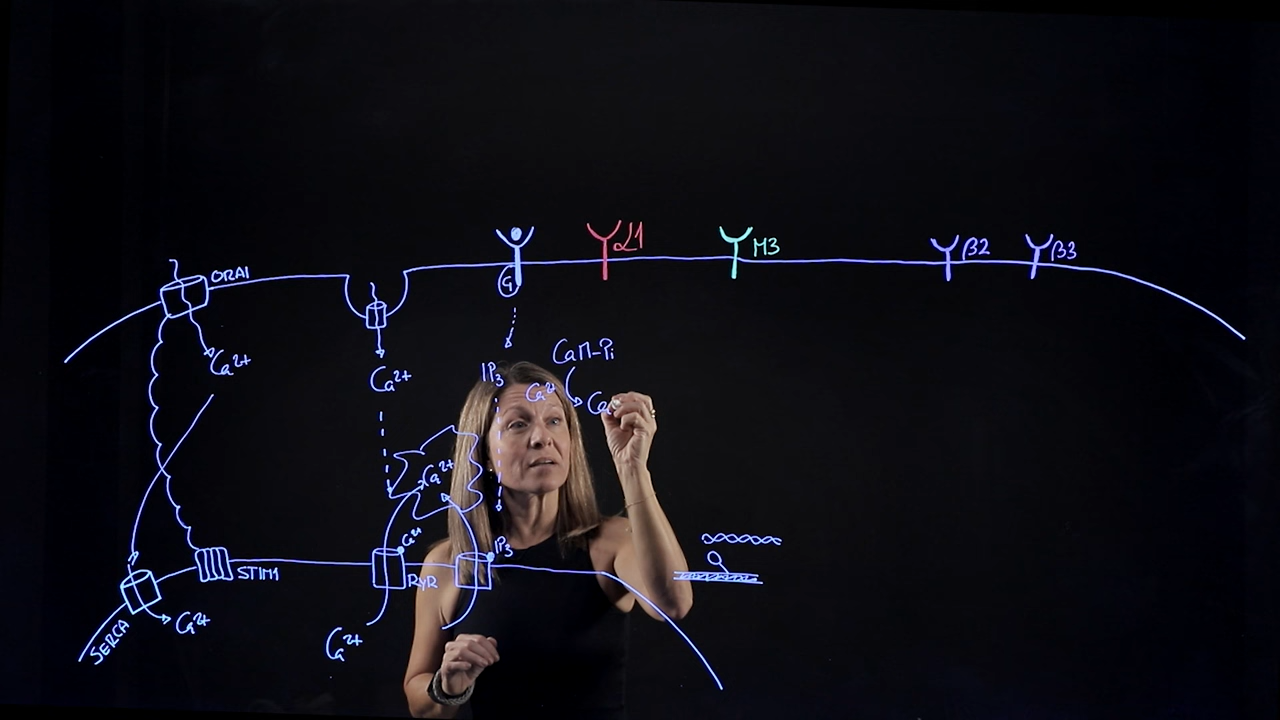 α1
M3
β2
β3
ORAI
G
Ca²⁺
Ca²⁺
IP₃
CaM-Pi
Ca²⁺
Ca
Ca²⁺
Ca²⁺
IP₃
STIM1
RyR
SERCA
Ca²⁺
Ca²⁺